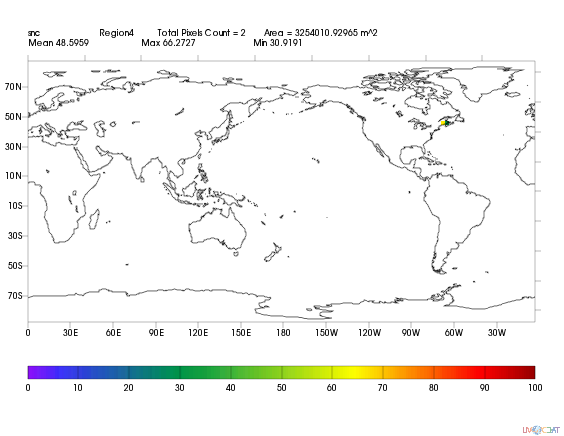 snc Region4 Total Pixels Count = 2 Area = 3254010.92965 m^2
Mean 48.5959 Max 66.2727 Min 30.9191
70N
50N
30N
10N
10S
30S
50S
70S
0 30E 60E 90E 120E 150E 180 150W 120W 90W 60W 30W
0 10 20 30 40 50 60 70 80 90 100